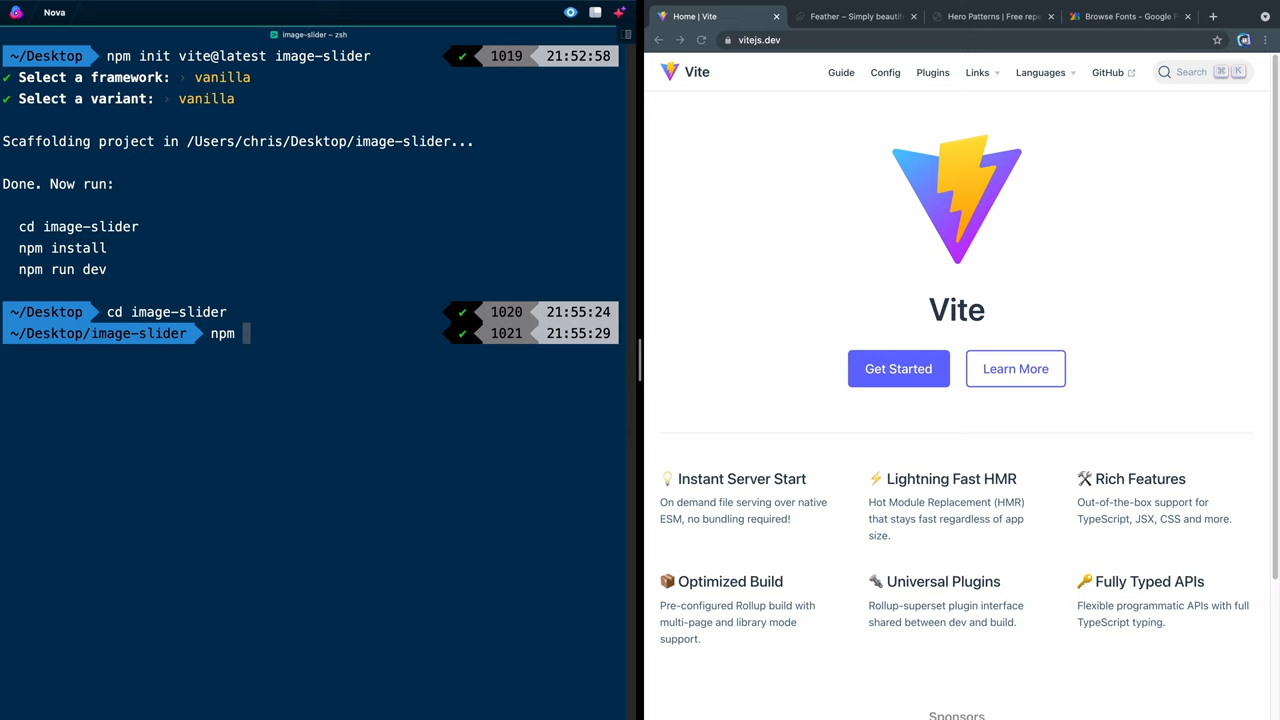 Nova
image-slider – zsh
~/Desktop npm init vite@latest image-slider ✔ 1019 21:52:58
✔ Select a framework: › vanilla
✔ Select a variant: › vanilla
Scaffolding project in /Users/chris/Desktop/image-slider...
Done. Now run:
cd image-slider
npm install
npm run dev
~/Desktop cd image-slider ✔ 1020 21:55:24
~/Desktop/image-slider npm ✔ 1021 21:55:29
Home | Vite
Feather – Simply beautif
Hero Patterns | Free repe
Browse Fonts - Google F
vitejs.dev
Vite
Guide Config Plugins Links Languages GitHub Search ⌘ K
Vite
Get Started Learn More
💡 Instant Server Start
On demand file serving over native
ESM, no bundling required!
⚡ Lightning Fast HMR
Hot Module Replacement (HMR)
that stays fast regardless of app
size.
🛠️ Rich Features
Out-of-the-box support for
TypeScript, JSX, CSS and more.
📦 Optimized Build
Pre-configured Rollup build with
multi-page and library mode
support.
🔩 Universal Plugins
Rollup-superset plugin interface
shared between dev and build.
🔑 Fully Typed APIs
Flexible programmatic APIs with full
TypeScript typing.
Sponsors